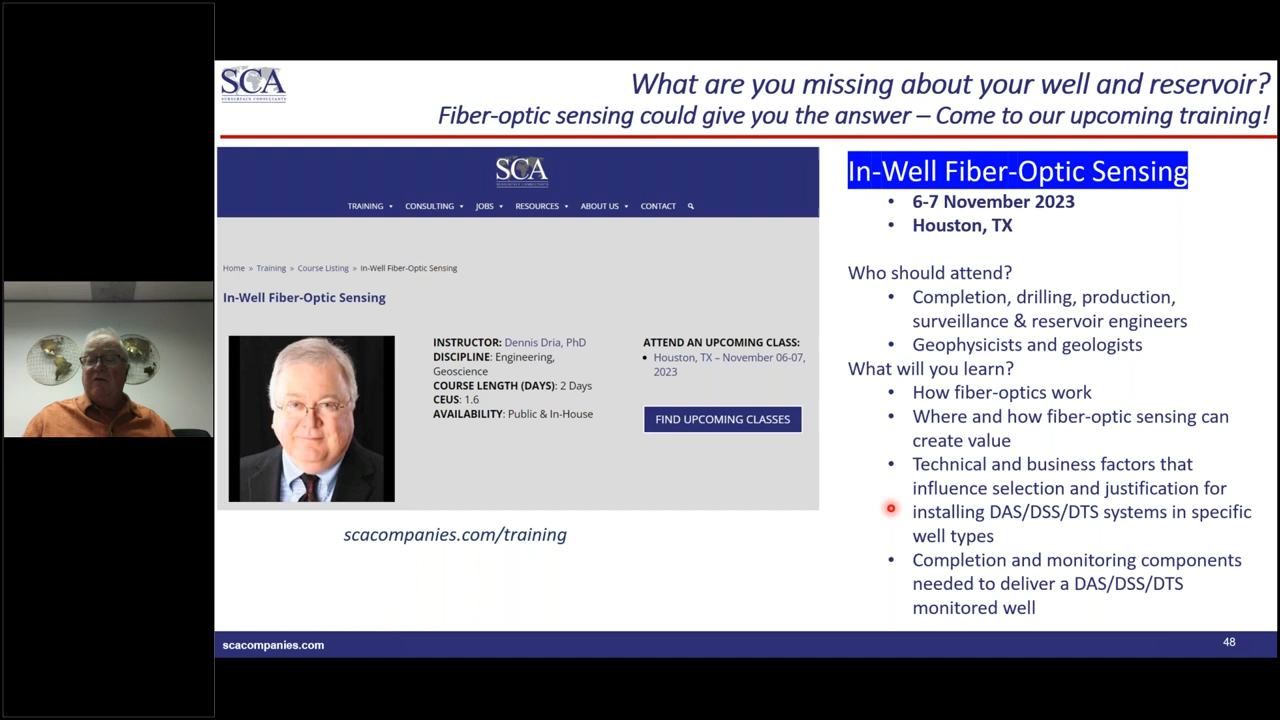 SCA
SUBSURFACE CONSULTANTS
What are you missing about your well and reservoir?
Fiber-optic sensing could give you the answer – Come to our upcoming training!
SCA
TRAINING CONSULTING JOBS RESOURCES ABOUT US CONTACT
Home » Training » Course Listing » In-Well Fiber-Optic Sensing
In-Well Fiber-Optic Sensing
INSTRUCTOR: Dennis Dria, PhD
DISCIPLINE: Engineering,
Geoscience
COURSE LENGTH (DAYS): 2 Days
CEUS: 1.6
AVAILABILITY: Public & In-House
ATTEND AN UPCOMING CLASS:
• Houston, TX – November 06-07,
2023
FIND UPCOMING CLASSES
scacompanies.com/training
In-Well Fiber-Optic Sensing
• 6-7 November 2023
• Houston, TX
Who should attend?
• Completion, drilling, production,
surveillance & reservoir engineers
• Geophysicists and geologists
What will you learn?
• How fiber-optics work
• Where and how fiber-optic sensing can
create value
• Technical and business factors that
influence selection and justification for
installing DAS/DSS/DTS systems in specific
well types
• Completion and monitoring components
needed to deliver a DAS/DSS/DTS
monitored well
scacompanies.com
48